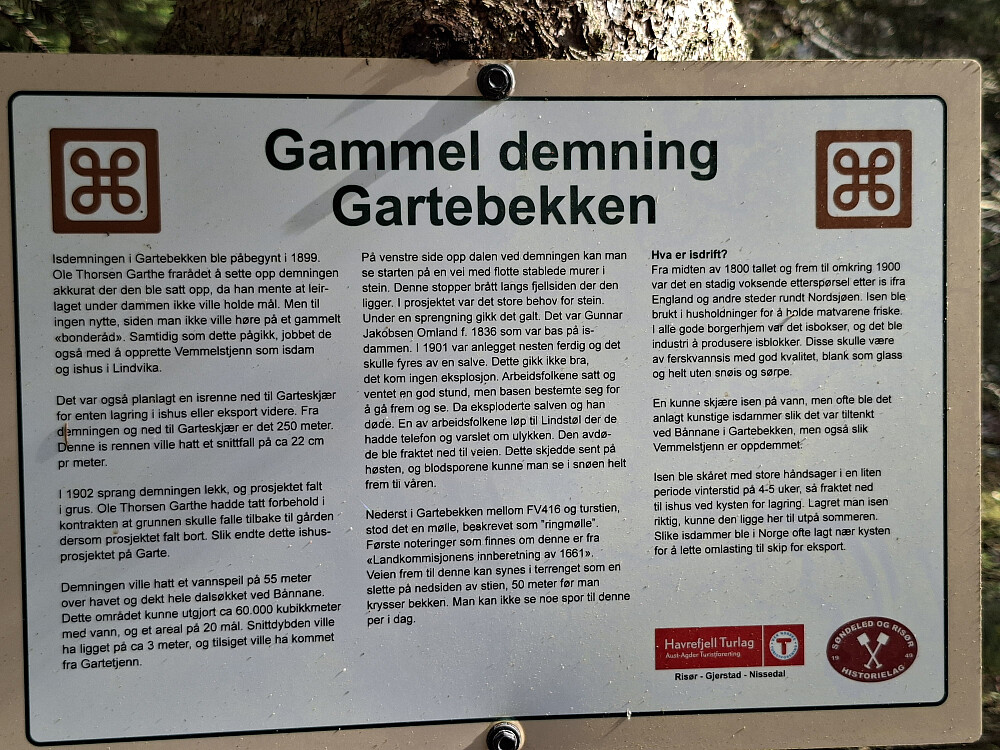 Gammel demning
Gartebekken
Isdemningen i Gartebekken ble påbegynt i 1899.
Ole Thorsen Garthe frarådet å sette opp demningen
akkurat der den ble satt opp, da han mente at leir-
laget under dammen ikke ville holde mål. Men til
ingen nytte, siden man ikke ville høre på et gammelt
«bonderåd». Samtidig som dette pågikk, jobbet de
også med å opprette Vemmelstjenn som isdam
og ishus i Lindvika.
Det var også planlagt en isrenne ned til Garteskjær
for enten lagring i ishus eller eksport videre. Fra
demningen og ned til Garteskjær er det 250 meter.
Denne is rennen ville hatt et snittfall på ca 22 cm
pr meter.
I 1902 sprang demningen lekk, og prosjektet falt
i grus. Ole Thorsen Garthe hadde tatt forbehold i
kontrakten at grunnen skulle falle tilbake til gården
dersom prosjektet falt bort. Slik endte dette ishus-
prosjektet på Garte.
Demningen ville hatt et vannspeil på 55 meter
over havet og dekt hele dalsøkket ved Bånnane.
Dette området kunne utgjort ca 60.000 kubikkmeter
med vann, og et areal på 20 mål. Snittdybden ville
ha ligget på ca 3 meter, og tilsiget ville ha kommet
fra Gartetjenn.
På venstre side opp dalen ved demningen kan man
se starten på en vei med flotte stablede murer i
stein. Denne stopper brått langs fjellsiden der den
ligger. I prosjektet var det store behov for stein.
Under en sprengning gikk det galt. Det var Gunnar
Jakobsen Omland f. 1836 som var bas på is-
dammen. I 1901 var anlegget nesten ferdig og det
skulle fyres av en salve. Dette gikk ikke bra,
det kom ingen eksplosjon. Arbeidsfolkene satt og
ventet en god stund, men basen bestemte seg for
å gå frem og se. Da eksploderte salven og han
døde. En av arbeidsfolkene løp til Lindstøl der de
hadde telefon og varslet om ulykken. Den avdø-
de ble fraktet ned til veien. Dette skjedde sent på
høsten, og blodsporene kunne man se i snøen helt
frem til våren.
Nederst i Gartebekken mellom FV416 og turstien,
stod det en mølle, beskrevet som "ringmølle".
Første noteringer som finnes om denne er fra
«Landkommisjonens innberetning av 1661».
Veien frem til denne kan synes i terrenget som en
slette på nedsiden av stien, 50 meter før man
krysser bekken. Man kan ikke se noe spor til denne
per i dag.
Hva er isdrift?
Fra midten av 1800 tallet og frem til omkring 1900
var det en stadig voksende etterspørsel etter is ifra
England og andre steder rundt Nordsjøen. Isen ble
brukt i husholdninger for å holde matvarene friske.
I alle gode borgerhjem var det isbokser, og det ble
industri å produsere isblokker. Disse skulle være
av ferskvannsis med god kvalitet, blank som glass
og helt uten snøis og sørpe.
En kunne skjære isen på vann, men ofte ble det
anlagt kunstige isdammer slik det var tiltenkt
ved Bånnane i Gartebekken, men også slik
Vemmelstjenn er oppdemmet.
Isen ble skåret med store håndsager i en liten
periode vinterstid på 4-5 uker, så fraktet ned
til ishus ved kysten for lagring. Lagret man isen
riktig, kunne den ligge her til utpå sommeren.
Slike isdammer ble i Norge ofte lagt nær kysten
for å lette omlasting til skip for eksport.
Havrefjell Turlag
Aust-Agder Turistforening
T
Risør - Gjerstad - Nissedal
SØNDELED OG RISØR
19 49
HISTORIELAG